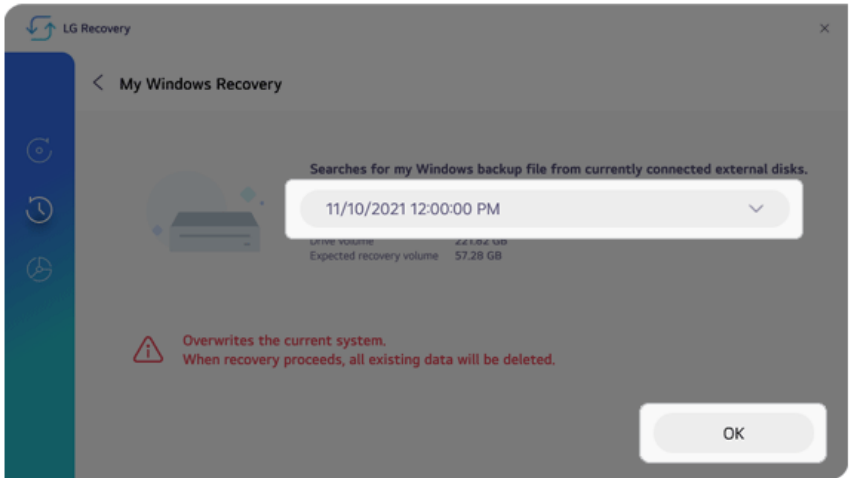 LG Recovery
My Windows Recovery
Searches for my Windows backup file from currently connected external disks.
11/10/2021 12:00:00 PM
Drive volume 221.82 GB
Expected recovery volume 57.28 GB
Overwrites the current system.
When recovery proceeds, all existing data will be deleted.
OK